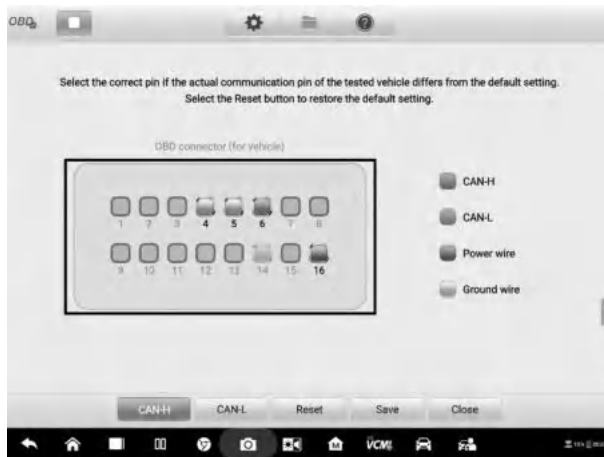 OBD
Select the correct pin if the actual communication pin of the tested vehicle differs from the default setting.
Select the Reset button to restore the default setting.
OBD connector (for vehicle)
1 2 3 4 5 6 7 8
9 10 11 12 13 14 15 16
CAN-H
CAN-L
Power wire
Ground wire
CAN-H CAN-L Reset Save Close
M VCMI